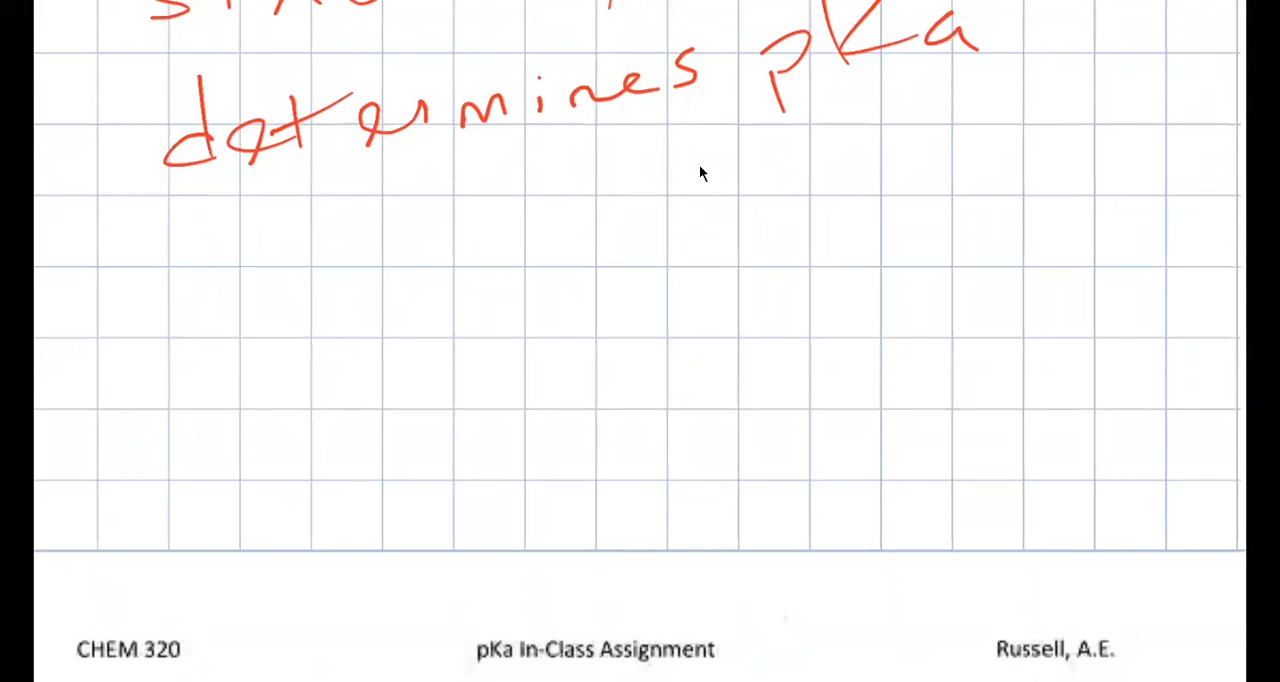 determines pKa
CHEM 320 pKa In-Class Assignment Russell, A.E.